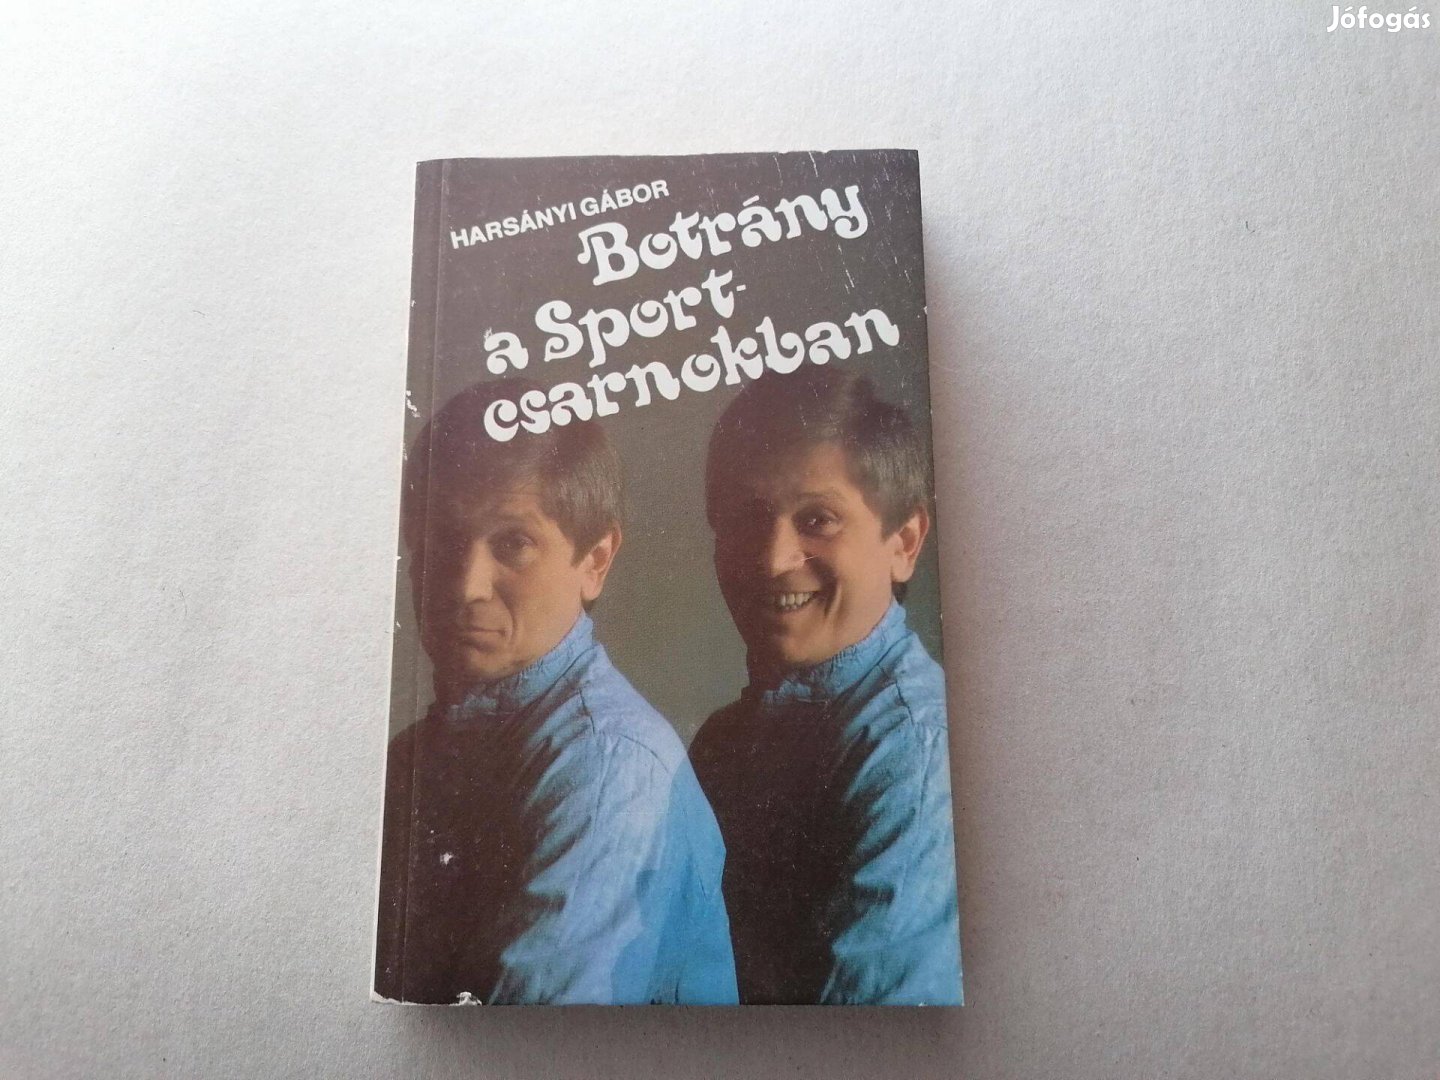 Jófogás
HARSÁNYI GÁBOR
Botrány
a Sport-
csarnokban